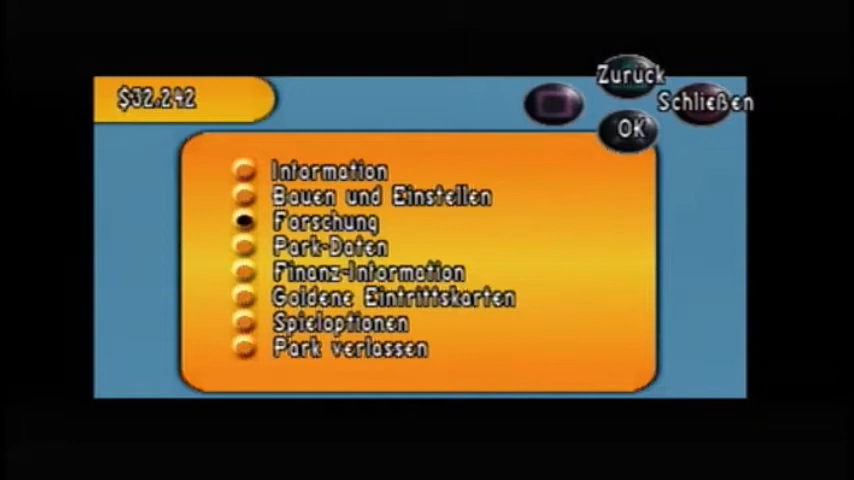 $32.242
Zurück
Schließen
OK
Information
Bauen und Einstellen
Forschung
Park-Daten
Finanz-Information
Goldene Eintrittskarten
Spieloptionen
Park verlassen